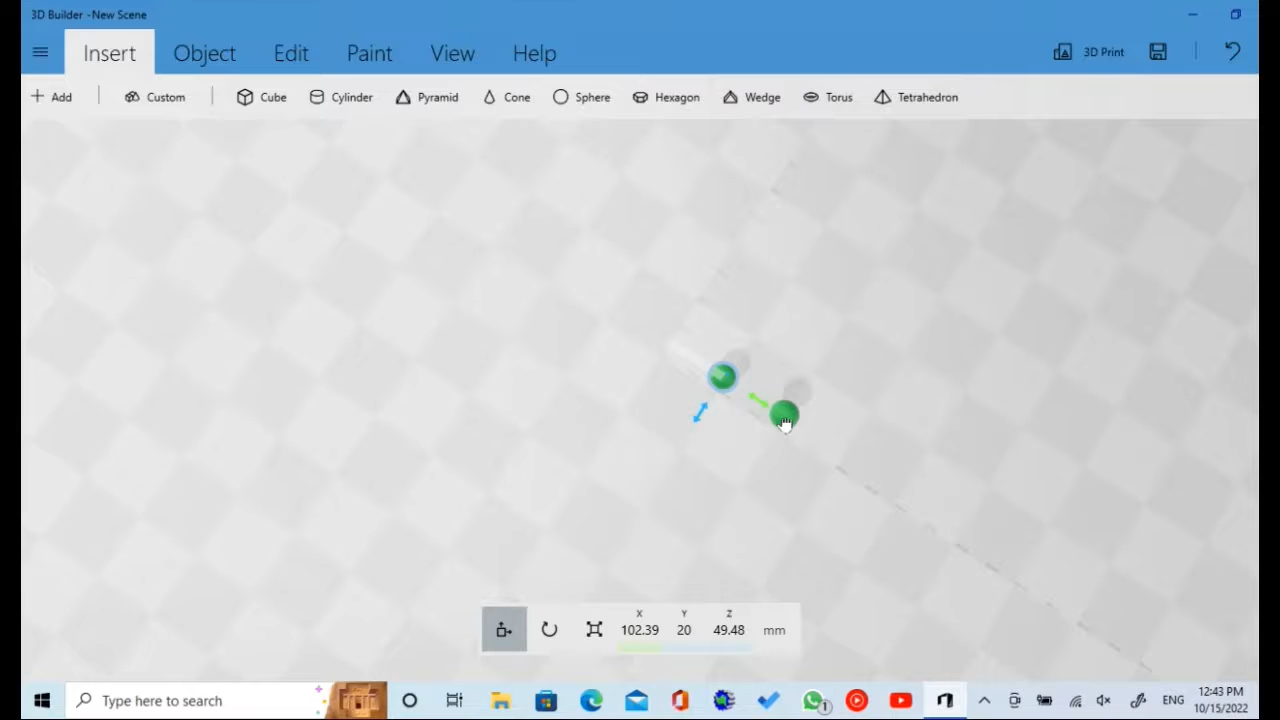 3D Builder -New Scene
Insert Object Edit Paint View Help 3D Print
Add Custom Cube Cylinder Pyramid Cone Sphere Hexagon Wedge Torus Tetrahedron
X Y Z
102.39 20 49.48 mm
Type here to search 1 ENG 12:43 PM
10/15/2022